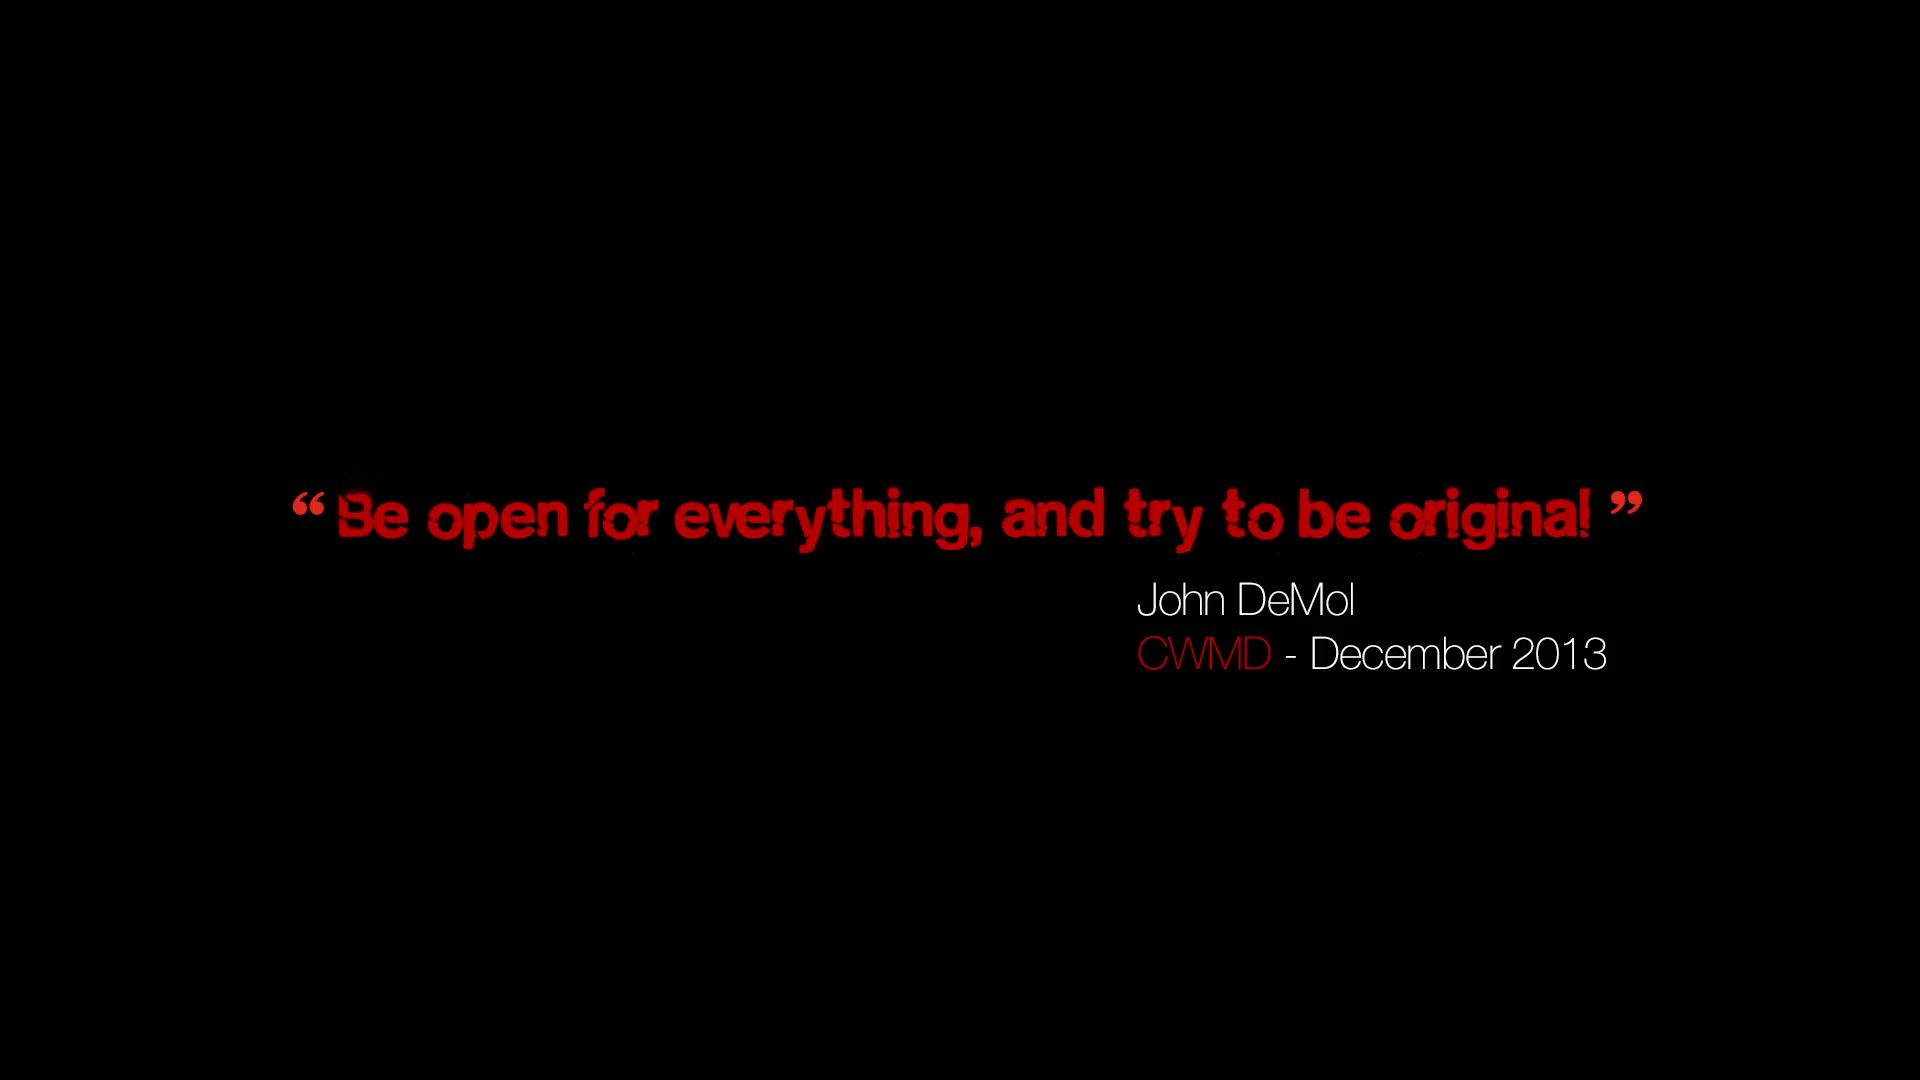 “ Be open for everything, and try to be original ”
John DeMol
CWMD - December 2013